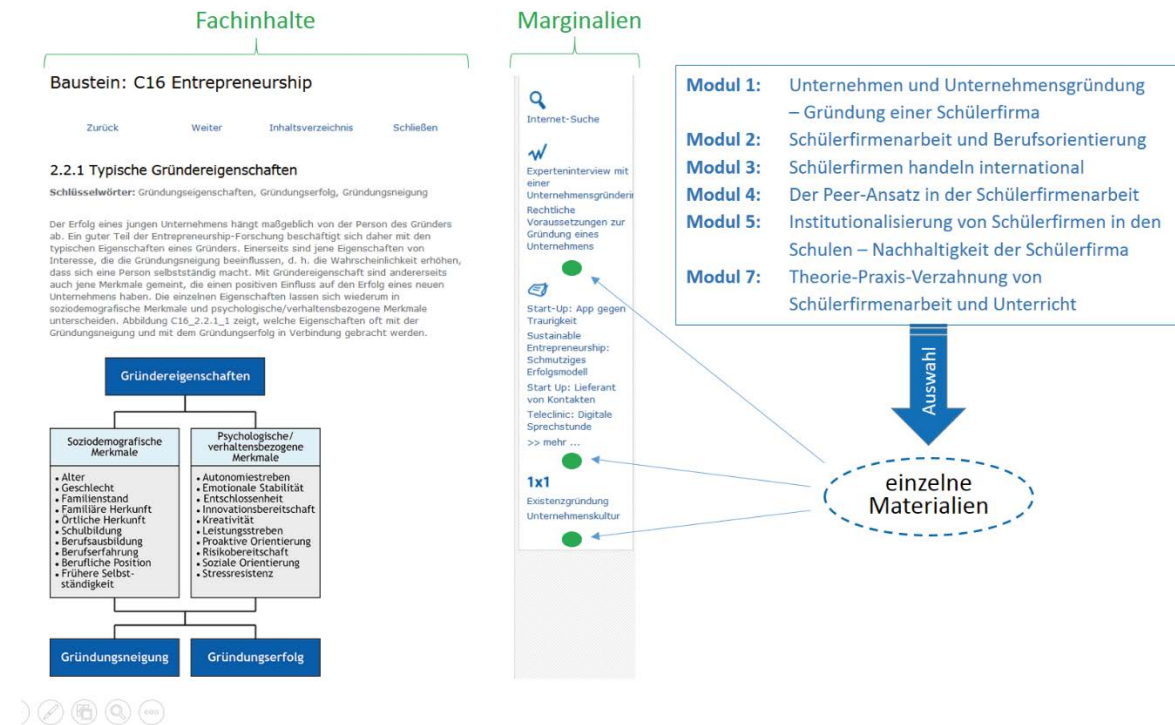 Fachinhalte
Marginalien
Baustein: C16 Entrepreneurship
Zurück Weiter Inhaltsverzeichnis Schließen
2.2.1 Typische Gründereigenschaften
Schlüsselwörter: Gründungseigenschaften, Gründungserfolg, Gründungsneigung
Der Erfolg eines jungen Unternehmens hängt maßgeblich von der Person des Gründers
ab. Ein guter Teil der Entrepreneurship-Forschung beschäftigt sich daher mit den
typischen Eigenschaften eines Gründers. Einerseits sind jene Eigenschaften von
Interesse, die die Gründungsneigung beeinflussen, d. h. die Wahrscheinlichkeit erhöhen,
dass sich eine Person selbstständig macht. Mit Gründereigenschaft sind andererseits
auch jene Merkmale gemeint, die einen positiven Einfluss auf den Erfolg eines neuen
Unternehmens haben. Die einzelnen Eigenschaften lassen sich wiederum in
soziodemografische Merkmale und psychologische/verhaltensbezogene Merkmale
unterscheiden. Abbildung C16_2.2.1_1 zeigt, welche Eigenschaften oft mit der
Gründungsneigung und mit dem Gründungserfolg in Verbindung gebracht werden.
Gründereigenschaften
Soziodemografische
Merkmale
• Alter
• Geschlecht
• Familienstand
• Familiäre Herkunft
• Örtliche Herkunft
• Schulbildung
• Berufsausbildung
• Berufserfahrung
• Berufliche Position
• Frühere Selbst-
ständigkeit
Psychologische/
verhaltensbezogene
Merkmale
• Autonomiestreben
• Emotionale Stabilität
• Entschlossenheit
• Innovationsbereitschaft
• Kreativität
• Leistungsstreben
• Proaktive Orientierung
• Risikobereitschaft
• Soziale Orientierung
• Stressresistenz
Gründungsneigung
Gründungserfolg
Internet-Suche
Experteninterview mit
einer
Unternehmensgründerin
Rechtliche
Voraussetzungen zur
Gründung eines
Unternehmens
Start-Up: App gegen
Traurigkeit
Sustainable
Entrepreneurship:
Schmutziges
Erfolgsmodell
Start Up: Lieferant
von Kontakten
Teleclinic: Digitale
Sprechstunde
>> mehr ...
1x1
Existenzgründung
Unternehmenskultur
Modul 1: Unternehmen und Unternehmensgründung
– Gründung einer Schülerfirma
Modul 2: Schülerfirmenarbeit und Berufsorientierung
Modul 3: Schülerfirmen handeln international
Modul 4: Der Peer-Ansatz in der Schülerfirmenarbeit
Modul 5: Institutionalisierung von Schülerfirmen in den
Schulen – Nachhaltigkeit der Schülerfirma
Modul 7: Theorie-Praxis-Verzahnung von
Schülerfirmenarbeit und Unterricht
Auswahl
einzelne
Materialien